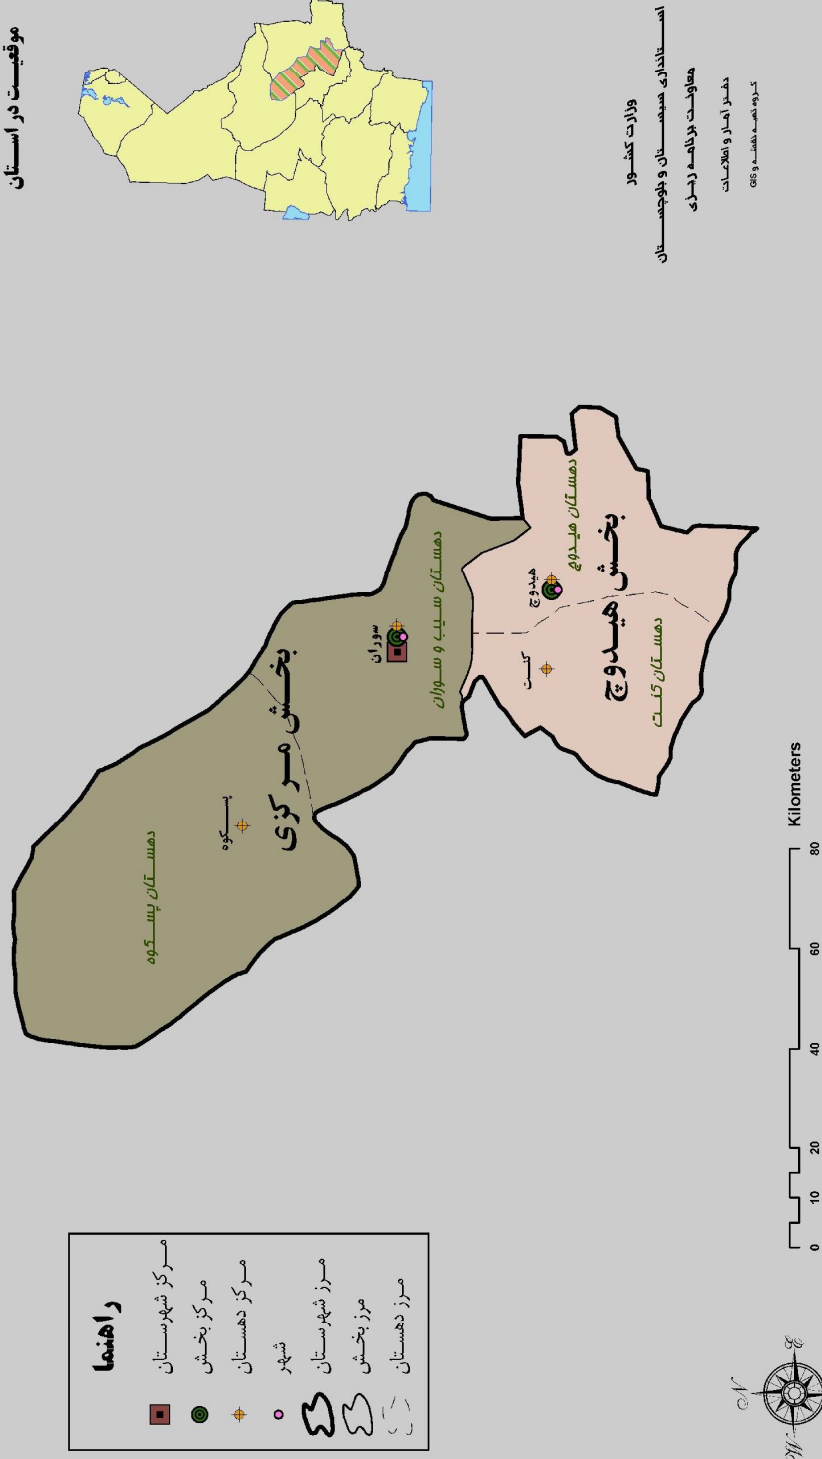 موقعیت در استان
وزارت کشور
استانداری سیستان و بلوچستان
معاونت برنامه ریزی
دفتر آمار و اطلاعات
GIS
دهستان پسکوه
پسکوه
بخش مرکزی
سوران
دهستان سیب و سوران
هیدوچ
دهستان هیدوچ
بخش هیدوچ
کنت
دهستان کنت
راهنما
مرکز شهرستان
مرکز بخش
مرکز دهستان
شهر
مرز شهرستان
مرز بخش
مرز دهستان
0 10 20 40 60 80
Kilometers
N
E